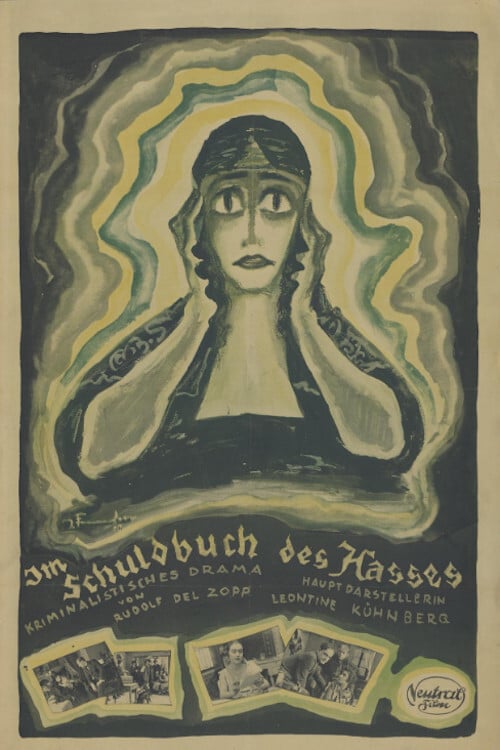 Im Schuldbuch des Hasses
KRIMINALISTISCHES DRAMA
VON
RUDOLF DEL ZOPP
HAUPTDARSTELLERIN
LEONTINE KÜHNBERG
Neutral
Film